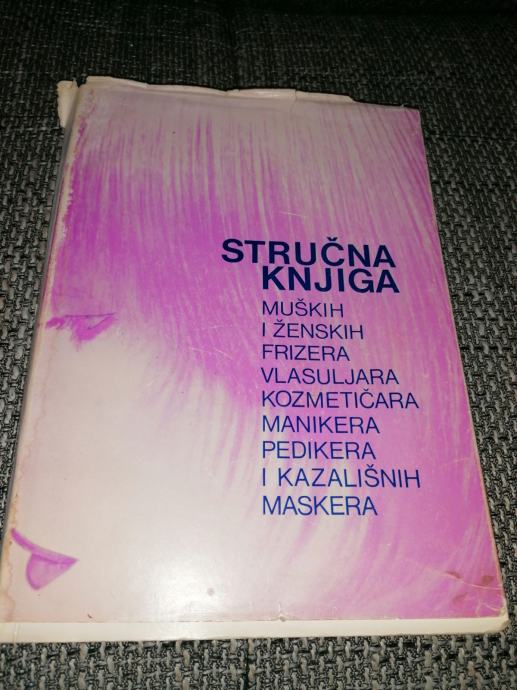 STRUČNA
KNJIGA
MUŠKIH
I ŽENSKIH
FRIZERA
VLASULJARA
KOZMETIČARA
MANIKERA
PEDIKERA
I KAZALIŠNIH
MASKERA